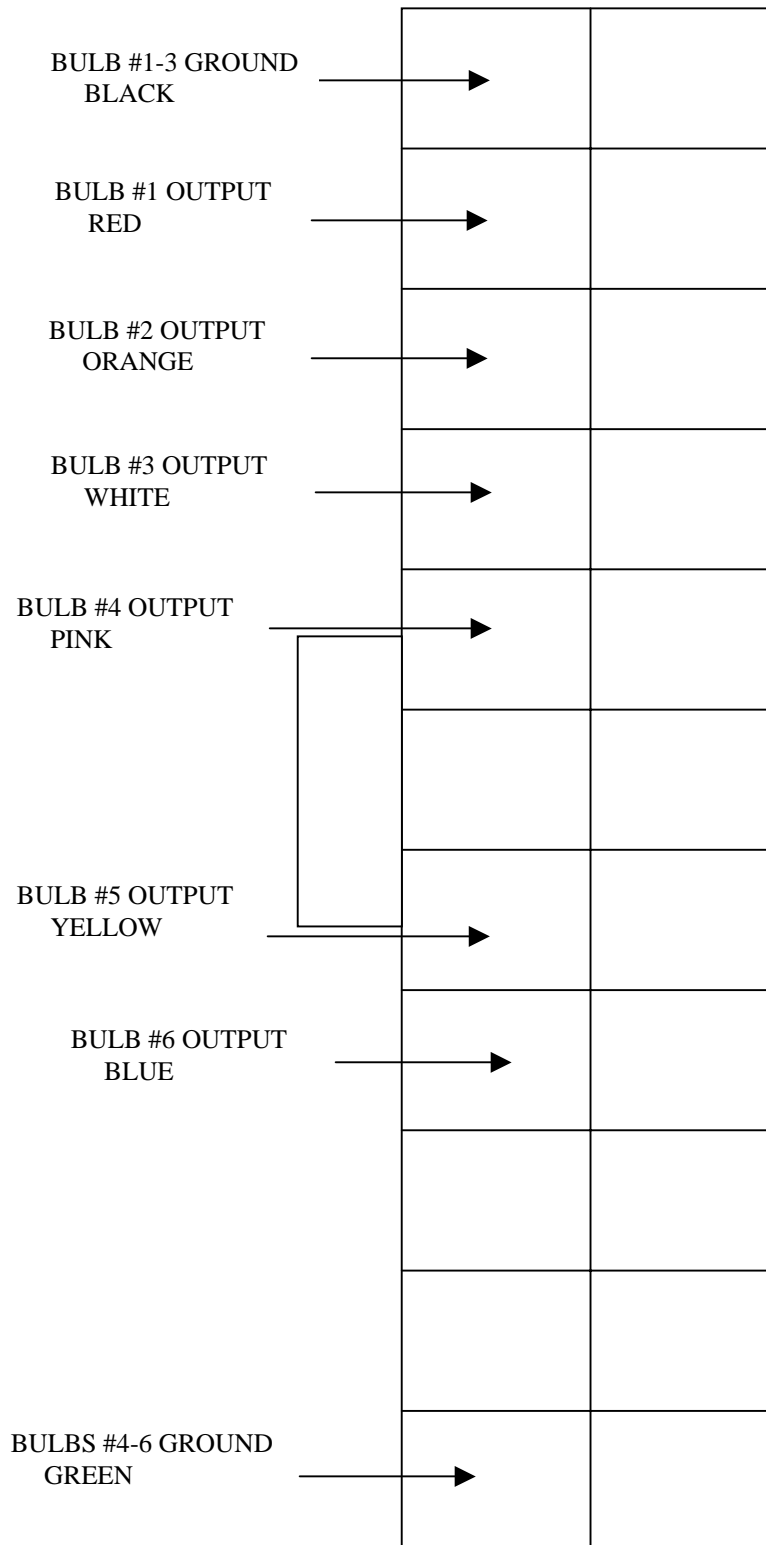 BULB #1-3 GROUND
BLACK
BULB #1 OUTPUT
RED
BULB #2 OUTPUT
ORANGE
BULB #3 OUTPUT
WHITE
BULB #4 OUTPUT
PINK
BULB #5 OUTPUT
YELLOW
BULB #6 OUTPUT
BLUE
BULBS #4-6 GROUND
GREEN